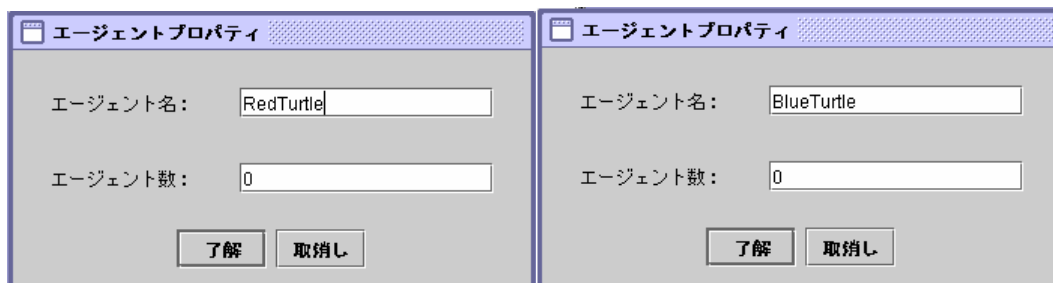 エージェントプロパティ
エージェント名:
RedTurtle
エージェント数:
0
了解
取消し
エージェントプロパティ
エージェント名:
BlueTurtle
エージェント数:
0
了解
取消し